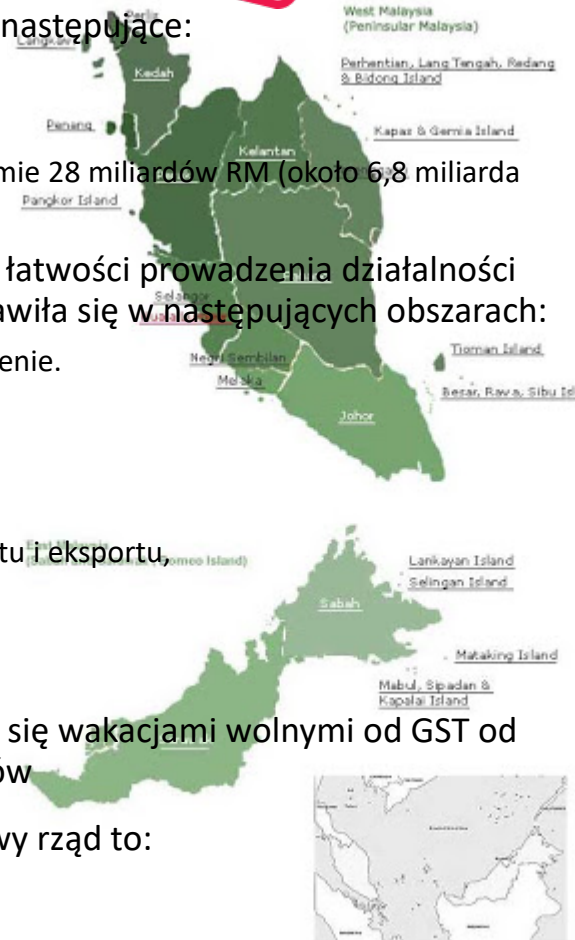 następujące:
West Malaysia
(Peninsular Malaysia)
Perlis
Langkawi
Kedah
Perhentian, Lang Tengah, Redang
& Bidong Island
Penang
Kelantan
Kapas & Gemia Island
mie 28 miliardów RM (około 6,8 miliarda
Pangkor Island
łatwości prowadzenia działalności
awiła się w następujących obszarach:
Selangor
enie.
Negri Sembilan
Tioman Island
Melaka
Besar, Rawa, Sibu Isl
Johor
tu i eksportu,
Borneo Island)
Lankayan Island
Selingan Island
Sabah
Mataking Island
Mabul, Sipadan &
Kapalai Island
się wakacjami wolnymi od GST od
ów
wy rząd to: